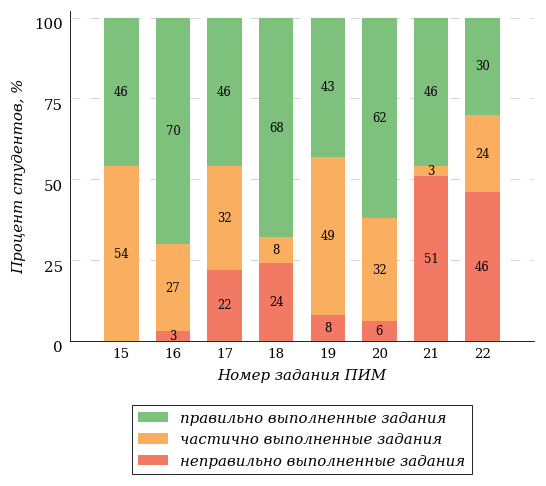 100
75
50
25
0
Процент студентов, %
46 70 46 68 43 62 46 30
54 27 32 8 49 32 3 24
3 22 24 8 6 51 46
15 16 17 18 19 20 21 22
Номер задания ПИМ
правильно выполненные задания
частично выполненные задания
неправильно выполненные задания